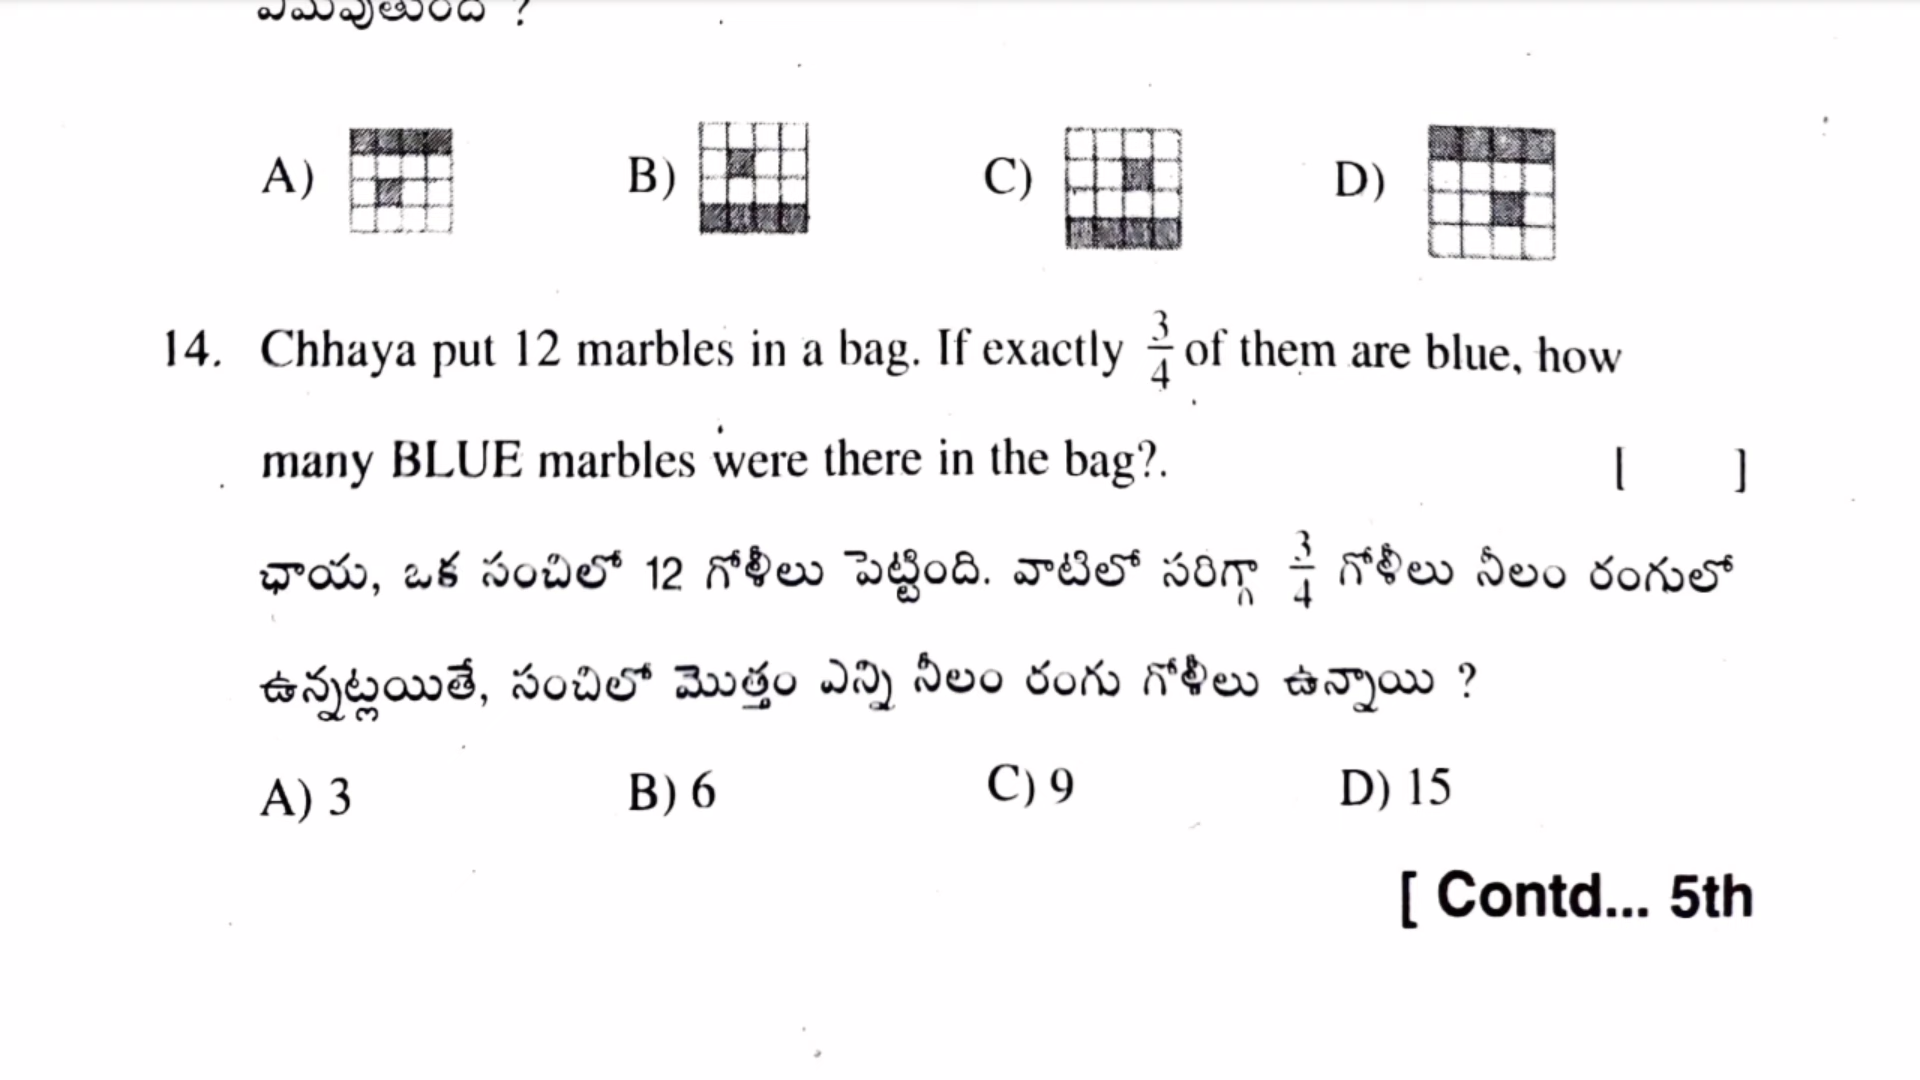 ఏమవుతుంది ?
A) B) C) D)
14. Chhaya put 12 marbles in a bag. If exactly 3/4 of them are blue, how
many BLUE marbles were there in the bag?. [ ]
ఛాయ, ఒక సంచిలో 12 గోళీలు పెట్టింది. వాటిలో సరిగ్గా 3/4 గోళీలు నీలం రంగులో
ఉన్నట్లయితే, సంచిలో మొత్తం ఎన్ని నీలం రంగు గోళీలు ఉన్నాయి ?
A) 3 B) 6 C) 9 D) 15
[ Contd... 5th